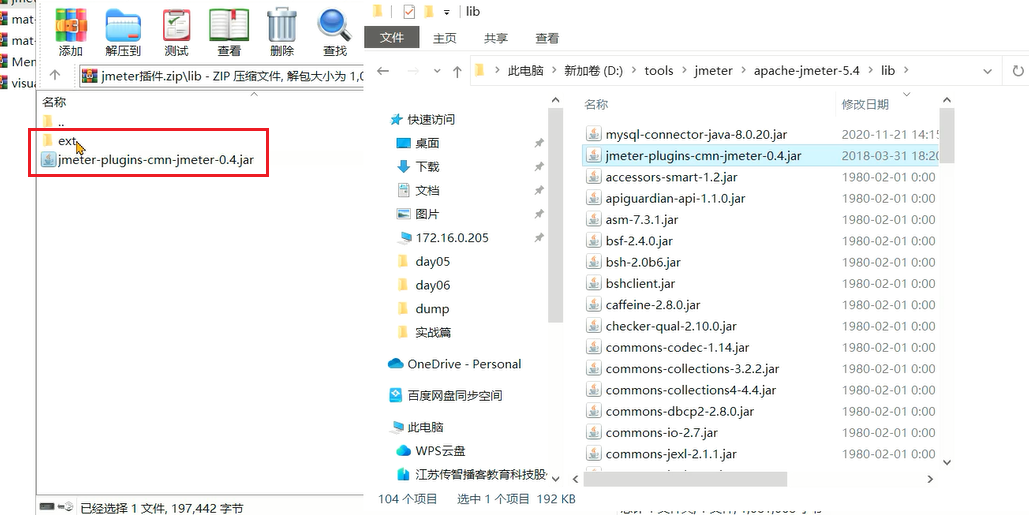 jmeter
mat-
mat-
Mem
visua
添加
解压到
测试
查看
删除
查找
jmeter插件.zip\lib - ZIP 压缩文件, 解包大小为 1,0
名称
..
ext
jmeter-plugins-cmn-jmeter-0.4.jar
已经选择 1 文件, 197,442 字节
lib
文件
主页
共享
查看
此电脑 > 新加卷 (D:) > tools > jmeter > apache-jmeter-5.4 > lib >
快速访问
桌面
下载
文档
图片
172.16.0.205
day05
day06
dump
实战篇
OneDrive - Personal
百度网盘同步空间
此电脑
WPS云盘
江苏传智播客教育科技股
名称 修改日期
mysql-connector-java-8.0.20.jar 2020-11-21 14:15
jmeter-plugins-cmn-jmeter-0.4.jar 2018-03-31 18:20
accessors-smart-1.2.jar 1980-02-01 0:00
apiguardian-api-1.1.0.jar 1980-02-01 0:00
asm-7.3.1.jar 1980-02-01 0:00
bsf-2.4.0.jar 1980-02-01 0:00
bsh-2.0b6.jar 1980-02-01 0:00
bshclient.jar 1980-02-01 0:00
caffeine-2.8.0.jar 1980-02-01 0:00
checker-qual-2.10.0.jar 1980-02-01 0:00
commons-codec-1.14.jar 1980-02-01 0:00
commons-collections-3.2.2.jar 1980-02-01 0:00
commons-collections4-4.4.jar 1980-02-01 0:00
commons-dbcp2-2.8.0.jar 1980-02-01 0:00
commons-io-2.7.jar 1980-02-01 0:00
commons-jexl-2.1.1.jar 1980-02-01 0:00
104 个项目 选中 1 个项目 192 KB